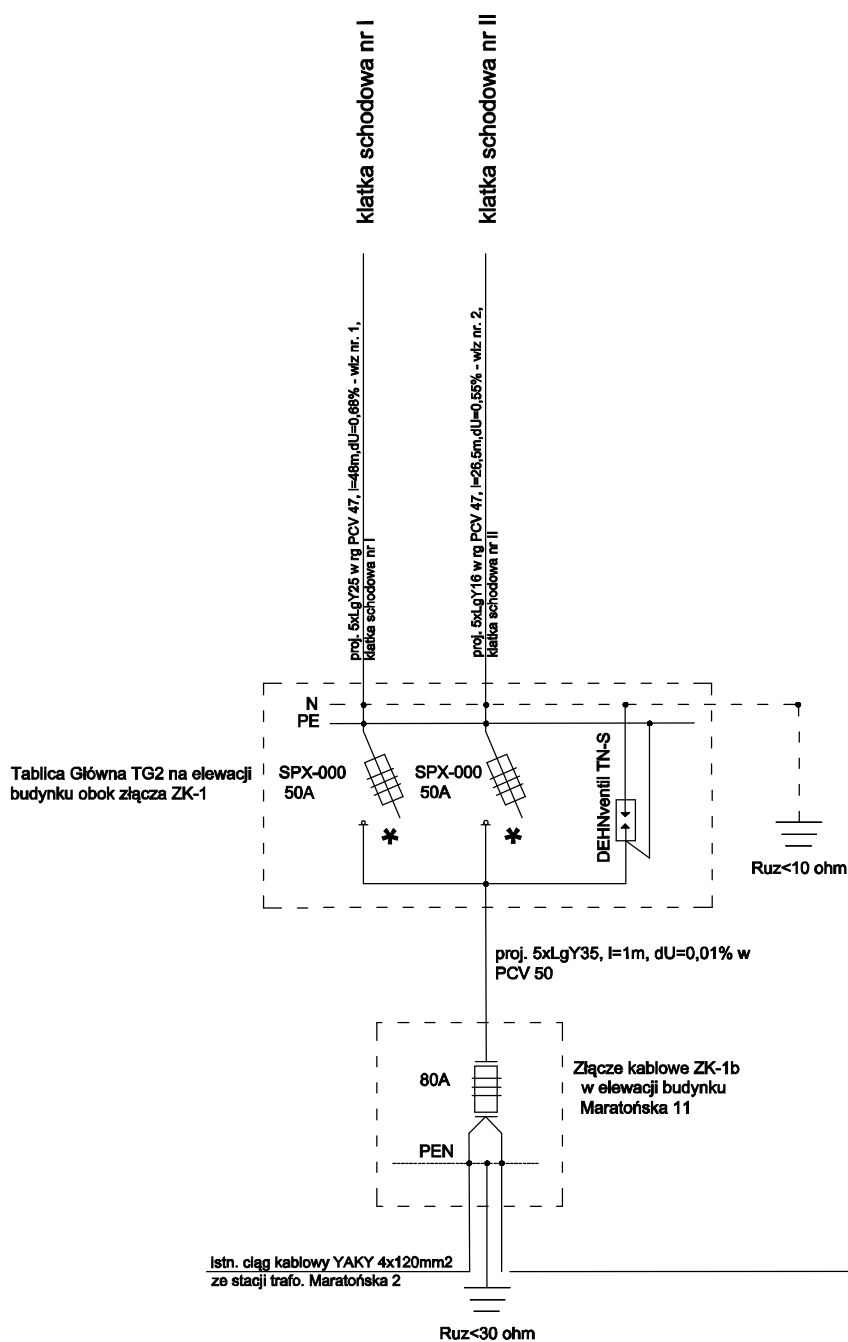 klatka schodowa nr I
klatka schodowa nr II
proj. 5xLgY25 w rg PCV 47, l=48m,dU=0,68% - wlz nr. 1,
klatka schodowa nr I
proj. 5xLgY16 w rg PCV 47, l=26,5m,dU=0,55% - wlz nr. 2,
klatka schodowa nr II
N
PE
Tablica Główna TG2 na elewacji
budynku obok złącza ZK-1
SPX-000
50A
*
SPX-000
50A
*
DEHNventil TN-S
Ruz<10 ohm
proj. 5xLgY35, l=1m, dU=0,01% w
PCV 50
80A
Złącze kablowe ZK-1b
w elewacji budynku
Maratońska 11
PEN
istn. ciąg kablowy YAKY 4x120mm2
ze stacji trafo. Maratońska 2
Ruz<30 ohm